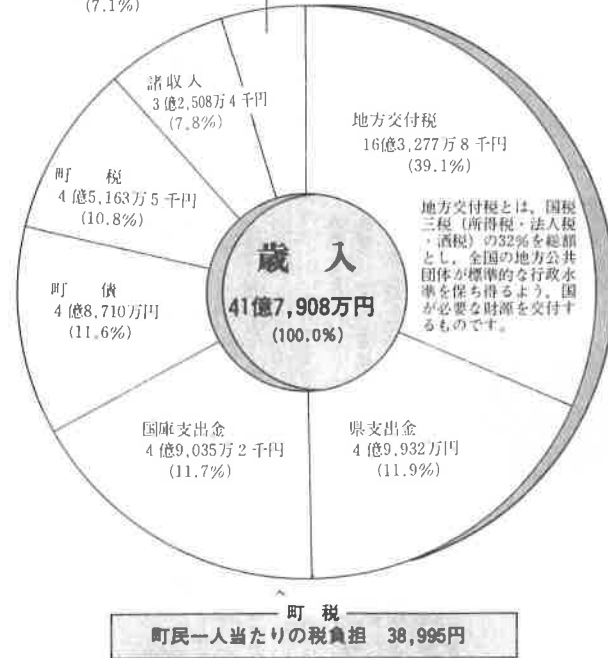 (7.1%)
諸収入
3億2,508万4千円
(7.8%)
地方交付税
16億3,277万8千円
(39.1%)
町　税
4億5,163万5千円
(10.8%)
地方交付税とは、国税
三税（所得税・法人税
・酒税）の32%を総額
とし、全国の地方公共
団体が標準的な行政水
準を保ち得るよう、国
が必要な財源を交付す
るものです。
歳　入
41億7,908万円
(100.0%)
町　債
4億8,710万円
(11.6%)
国庫支出金
4億9,035万2千円
(11.7%)
県支出金
4億9,932万円
(11.9%)
町　税
町民一人当たりの税負担　38,995円